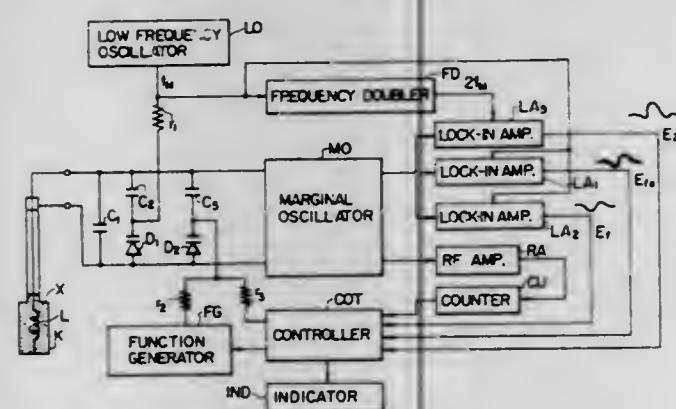 LOW FREQUENCY
OSCILLATOR
LO
fM
r1
FREQUENCY DOUBLER
FD
2fM
LA3
LOCK-IN AMP.
E2
MO
MARGINAL
OSCILLATOR
LOCK-IN AMP.
LA1
LOCK-IN AMP.
LA2
E1
C1
C2
C3
D1
D2
RF AMP.
RA
COUNTER
CU
X
L
K
r2
r3
FG
FUNCTION
GENERATOR
COT
CONTROLLER
IND
INDICATOR